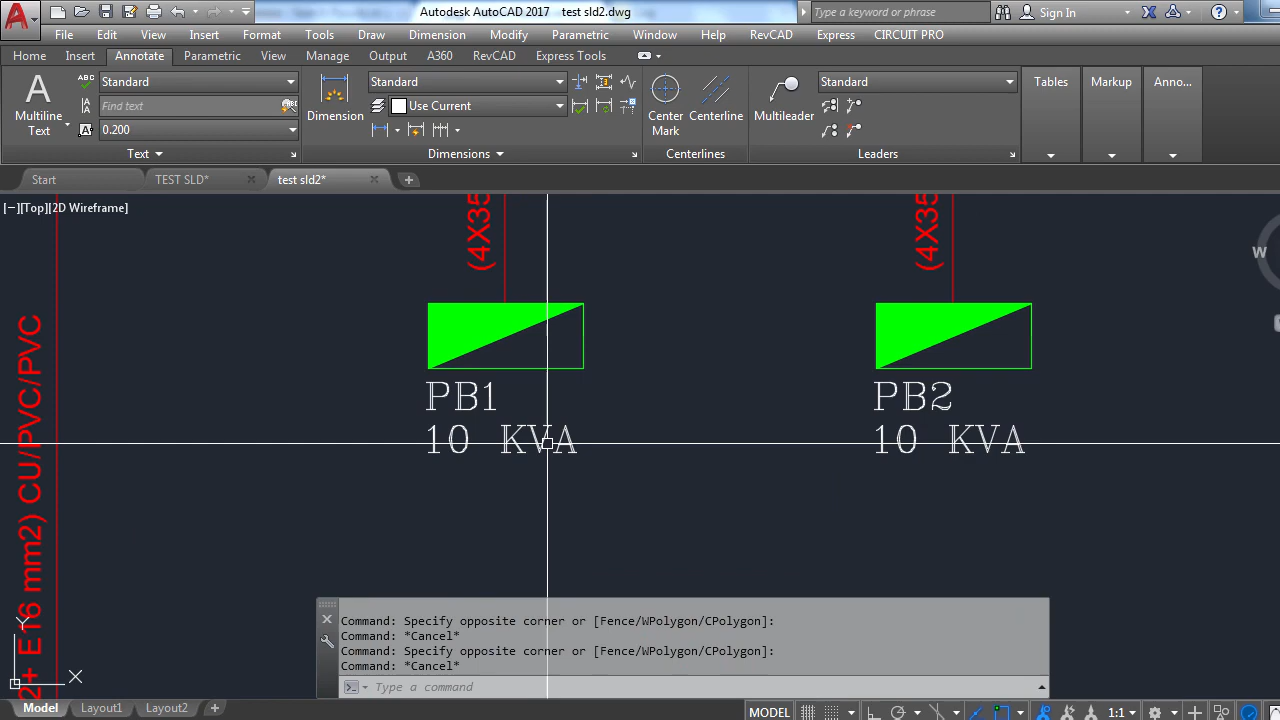 Autodesk AutoCAD 2017 test sld2.dwg
Type a keyword or phrase
Sign In
File Edit View Insert Format Tools Draw Dimension Modify Parametric Window Help RevCAD Express CIRCUIT PRO
Home Insert Annotate Parametric View Manage Output A360 RevCAD Express Tools
Multiline Text
Standard
Find text
0.200
Text
Dimension
Standard
Use Current
Dimensions
Center Mark
Centerline
Centerlines
Multileader
Standard
Leaders
Tables
Markup
Anno...
Start
TEST SLD*
test sld2*
[−][Top][2D Wireframe]
W
(4X35
(4X35
2+ E16 mm2) CU/PVC/PVC
PB1
10 KVA
PB2
10 KVA
Y
X
Command: Specify opposite corner or [Fence/WPolygon/CPolygon]:
Command: *Cancel*
Command: Specify opposite corner or [Fence/WPolygon/CPolygon]:
Command: *Cancel*
Type a command
Model Layout1 Layout2
MODEL
1:1